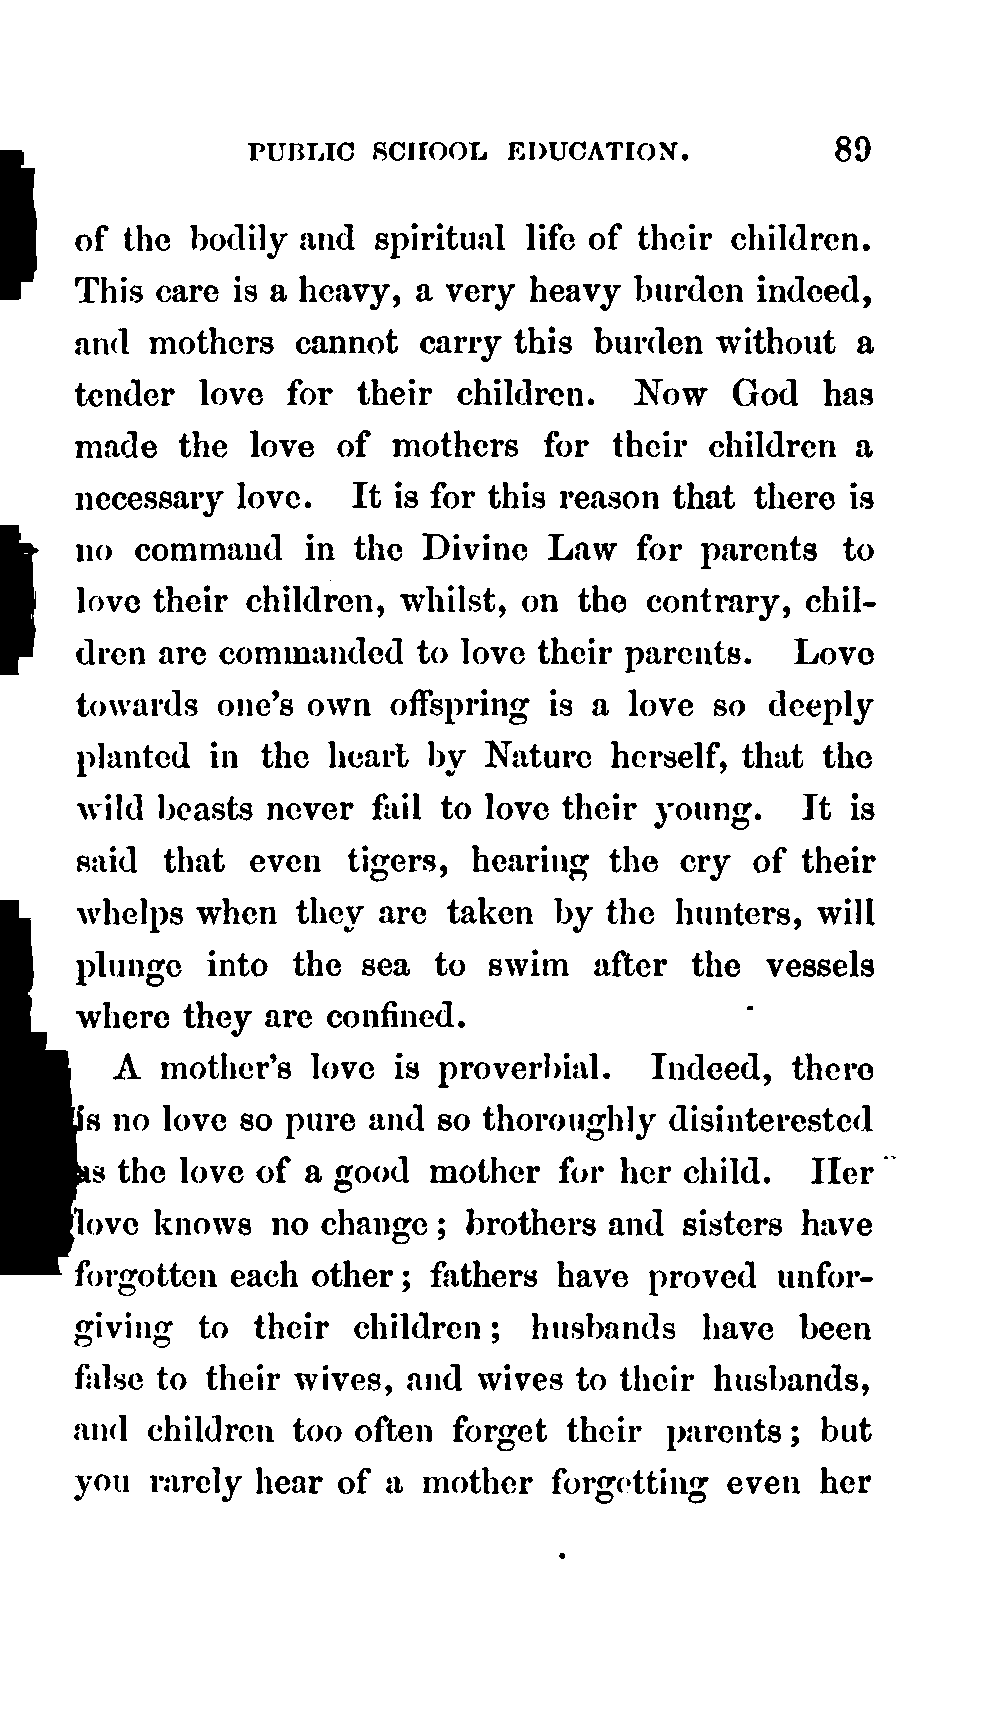 PUBLIC SCHOOL EDUCATION. 89
of the bodily and spiritual life of their children.
This care is a heavy, a very heavy burden indeed,
and mothers cannot carry this burden without a
tender love for their children. Now God has
made the love of mothers for their children a
necessary love. It is for this reason that there is
no command in the Divine Law for parents to
love their children, whilst, on the contrary, chil-
dren are commanded to love their parents. Love
towards one's own offspring is a love so deeply
planted in the heart by Nature herself, that the
wild beasts never fail to love their young. It is
said that even tigers, hearing the cry of their
whelps when they are taken by the hunters, will
plunge into the sea to swim after the vessels
where they are confined.
A mother's love is proverbial. Indeed, there
is no love so pure and so thoroughly disinterested
as the love of a good mother for her child. Her
love knows no change; brothers and sisters have
forgotten each other; fathers have proved unfor-
giving to their children; husbands have been
false to their wives, and wives to their husbands,
and children too often forget their parents; but
you rarely hear of a mother forgetting even her